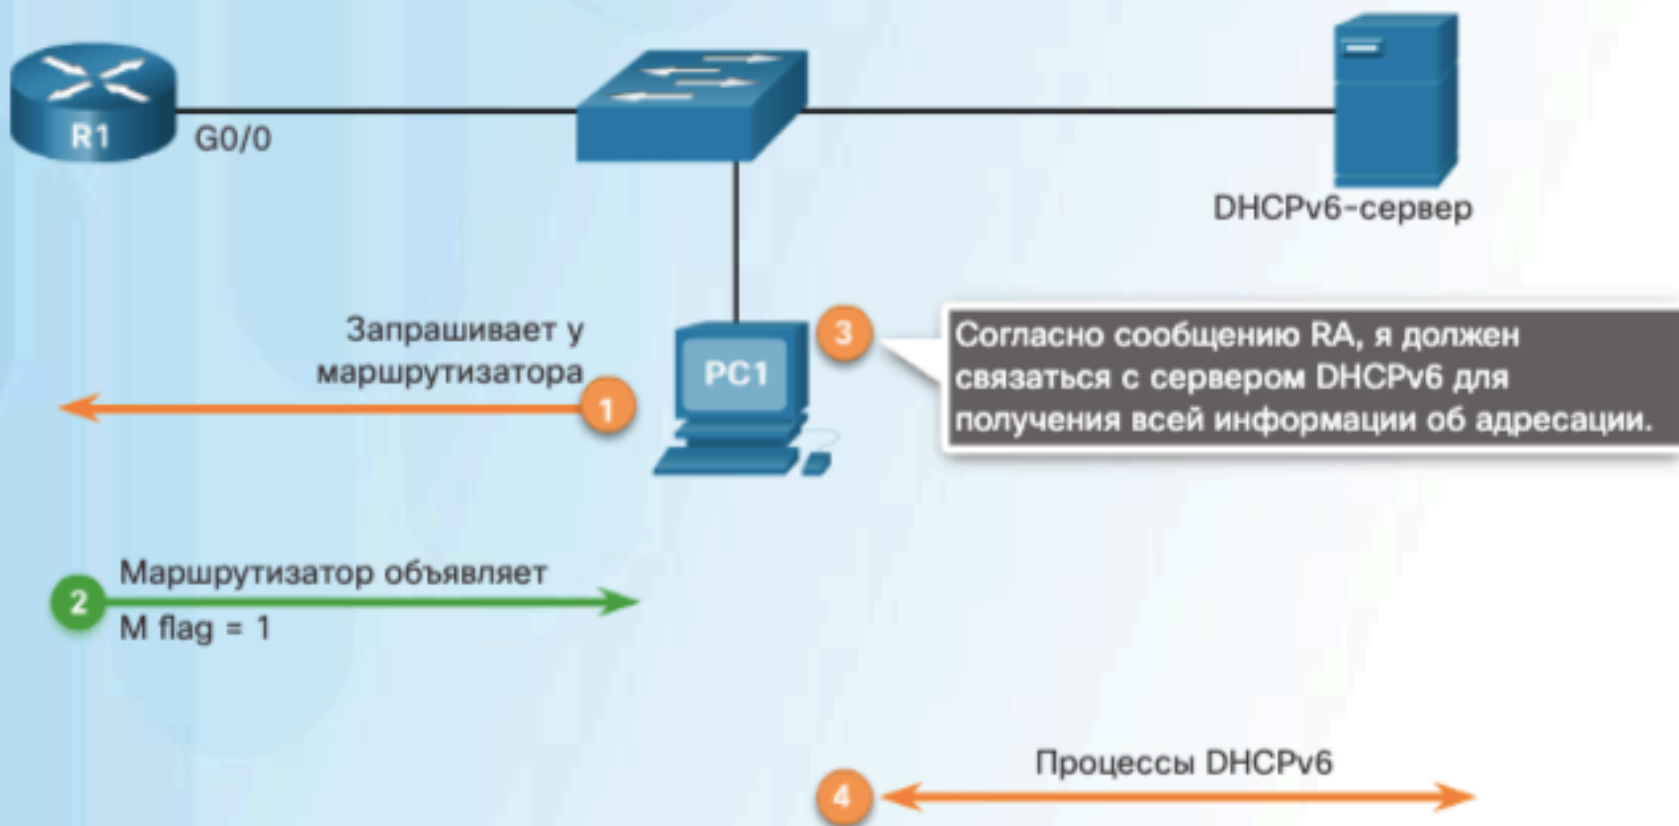 R1
G0/0
DHCPv6-сервер
Запрашивает у
маршрутизатора
1
PC1
3
Согласно сообщению RA, я должен
связаться с сервером DHCPv6 для
получения всей информации об адресации.
2
Маршрутизатор объявляет
M flag = 1
Процессы DHCPv6
4